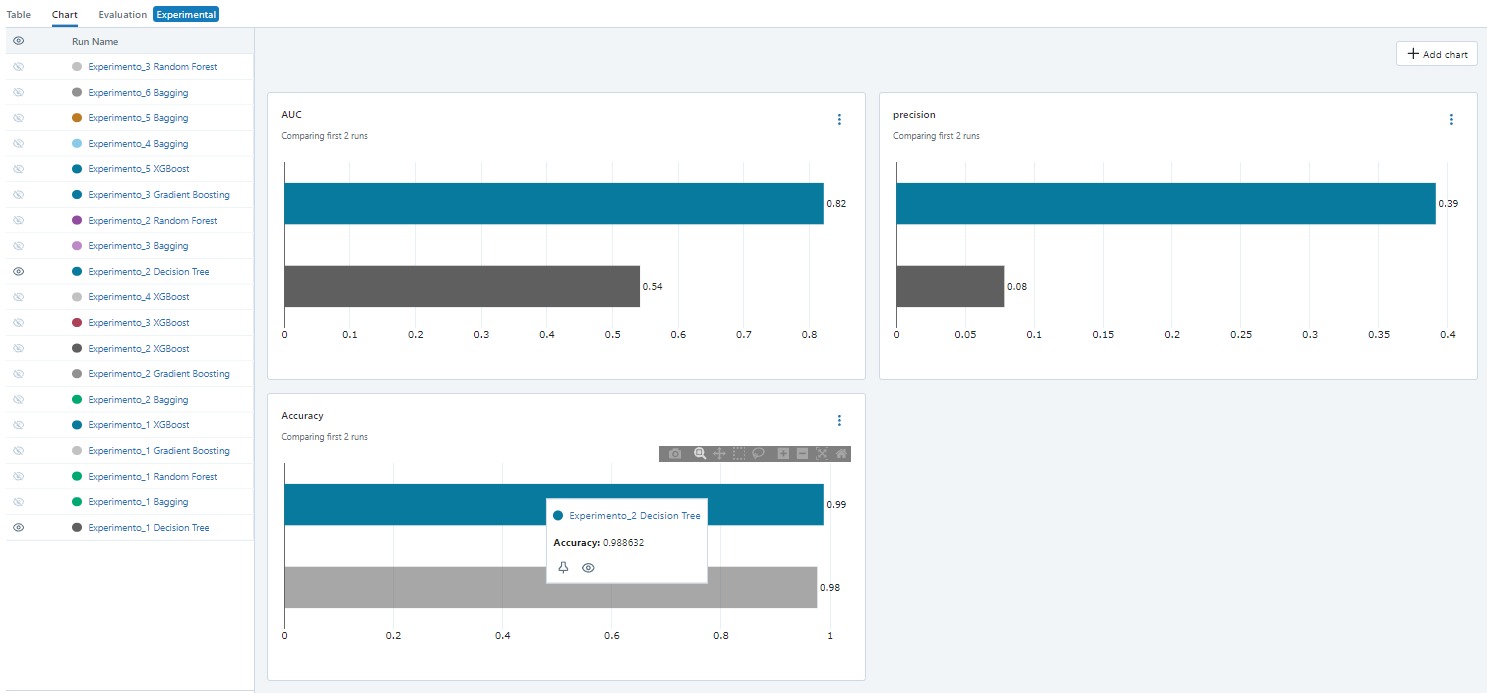 Table Chart Evaluation Experimental
Run Name
Experimento_3 Random Forest
Experimento_6 Bagging
Experimento_5 Bagging
Experimento_4 Bagging
Experimento_5 XGBoost
Experimento_3 Gradient Boosting
Experimento_2 Random Forest
Experimento_3 Bagging
Experimento_2 Decision Tree
Experimento_4 XGBoost
Experimento_3 XGBoost
Experimento_2 XGBoost
Experimento_2 Gradient Boosting
Experimento_2 Bagging
Experimento_1 XGBoost
Experimento_1 Gradient Boosting
Experimento_1 Random Forest
Experimento_1 Bagging
Experimento_1 Decision Tree
Add chart
AUC
Comparing first 2 runs
0.82
0.54
0 0.1 0.2 0.3 0.4 0.5 0.6 0.7 0.8
precision
Comparing first 2 runs
0.39
0.08
0 0.05 0.1 0.15 0.2 0.25 0.3 0.35 0.4
Accuracy
Comparing first 2 runs
0.99
Experimento_2 Decision Tree
Accuracy: 0.988632
0.98
0 0.2 0.4 0.6 0.8 1